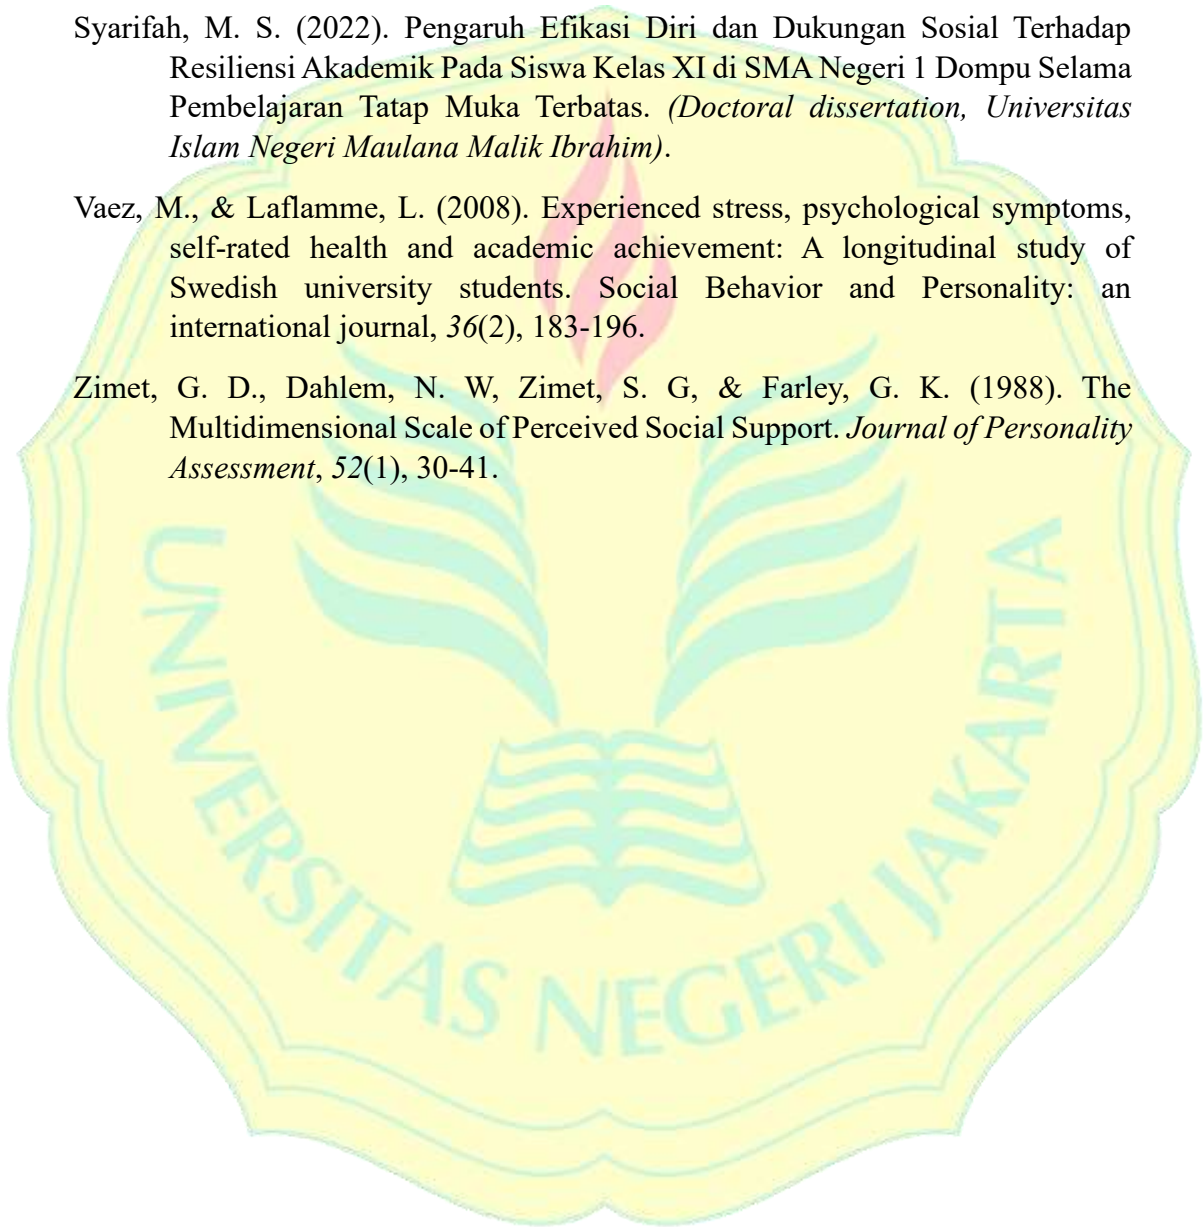 Syarifah, M. S. (2022). Pengaruh Efikasi Diri dan Dukungan Sosial Terhadap
Resiliensi Akademik Pada Siswa Kelas XI di SMA Negeri 1 Dompu Selama
Pembelajaran Tatap Muka Terbatas. (Doctoral dissertation, Universitas
Islam Negeri Maulana Malik Ibrahim).
Vaez, M., & Laflamme, L. (2008). Experienced stress, psychological symptoms,
self-rated health and academic achievement: A longitudinal study of
Swedish university students. Social Behavior and Personality: an
international journal, 36(2), 183-196.
Zimet, G. D., Dahlem, N. W, Zimet, S. G, & Farley, G. K. (1988). The
Multidimensional Scale of Perceived Social Support. Journal of Personality
Assessment, 52(1), 30-41.
UNIVERSITAS NEGERI JAKARTA